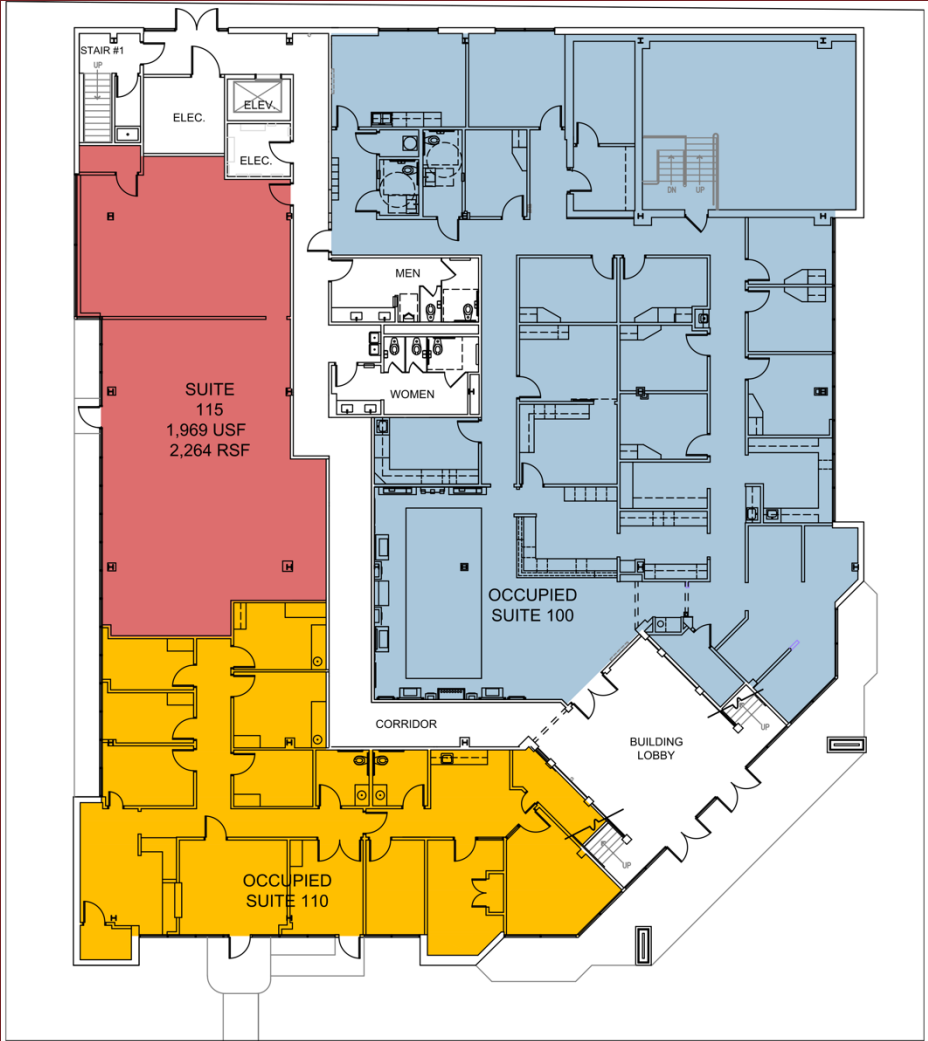 STAIR #1
UP
ELEC.
ELEV.
ELEC.
DN
UP
MEN
WOMEN
SUITE
115
1,969 USF
2,264 RSF
OCCUPIED
SUITE 100
CORRIDOR
UP
BUILDING
LOBBY
UP
OCCUPIED
SUITE 110